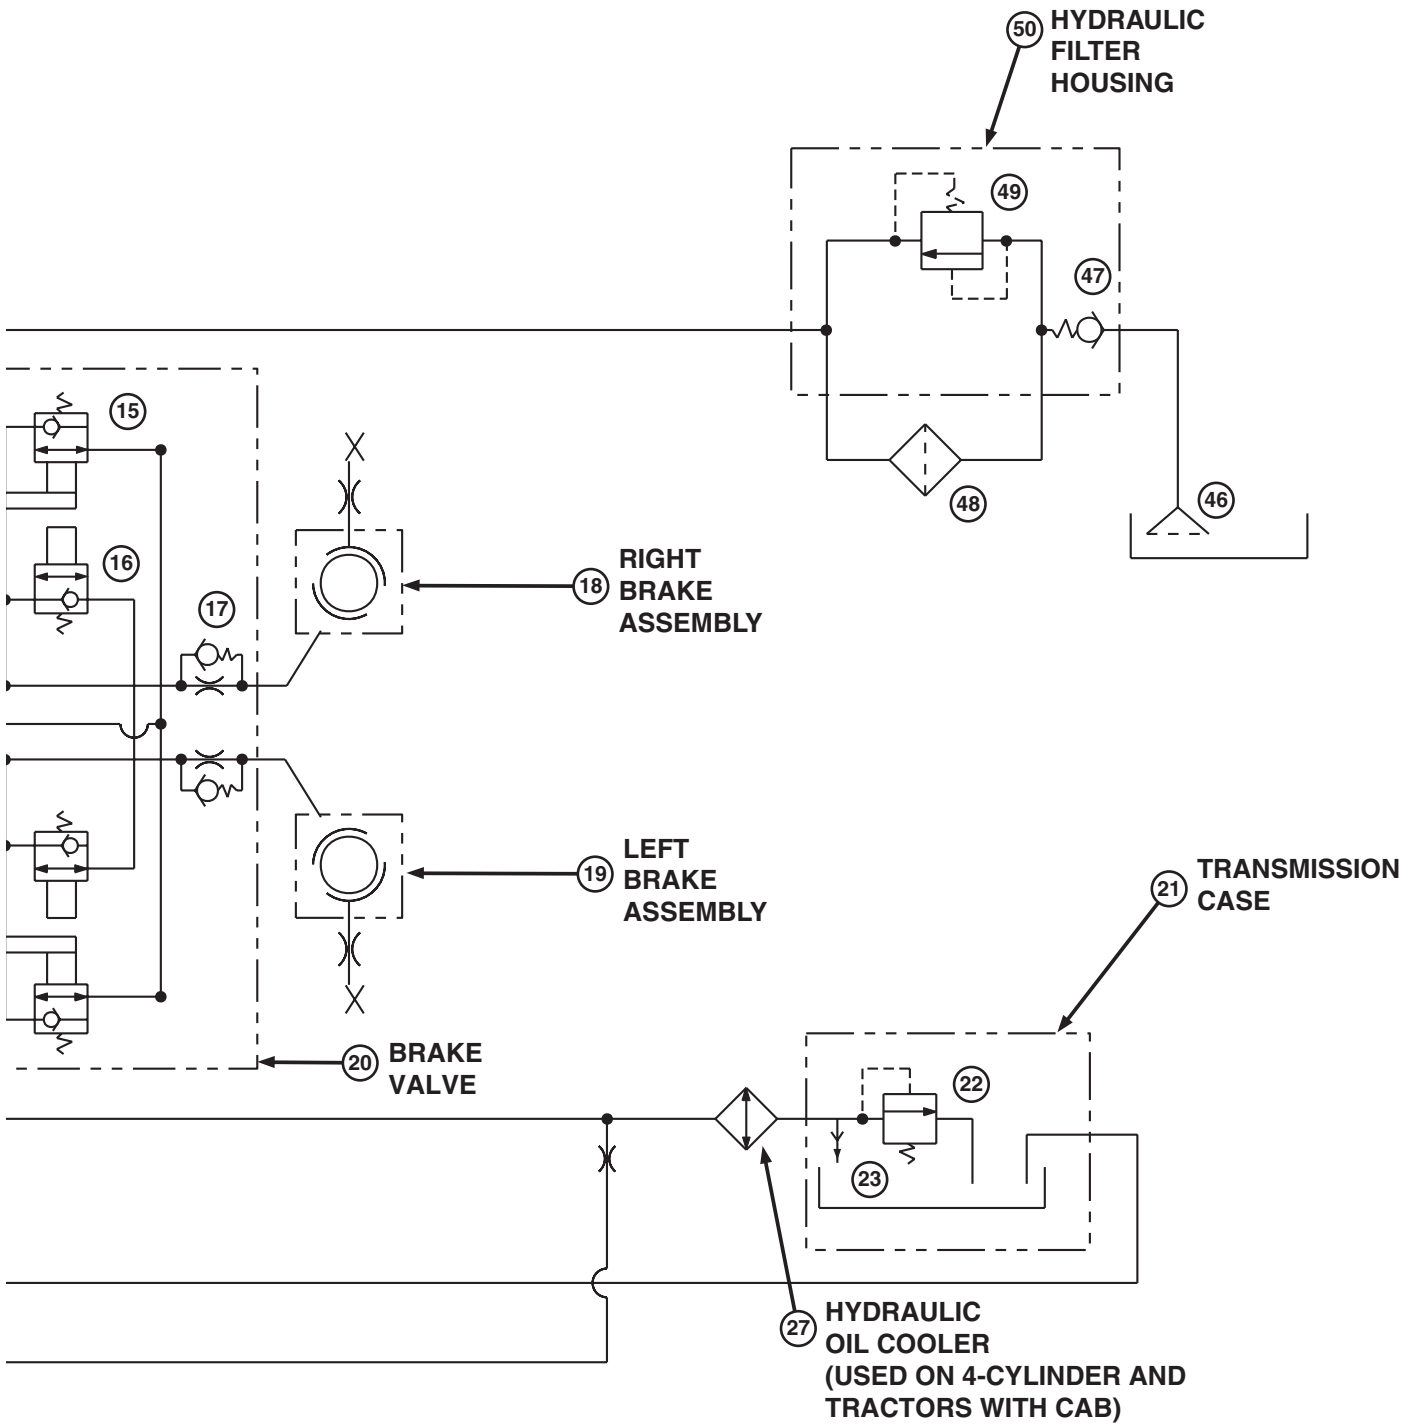 50 HYDRAULIC
FILTER
HOUSING
49
47
15
46
48
16
18 RIGHT
BRAKE
ASSEMBLY
17
19 LEFT
BRAKE
ASSEMBLY
21 TRANSMISSION
CASE
20 BRAKE
VALVE
22
23
27 HYDRAULIC
OIL COOLER
(USED ON 4-CYLINDER AND
TRACTORS WITH CAB)